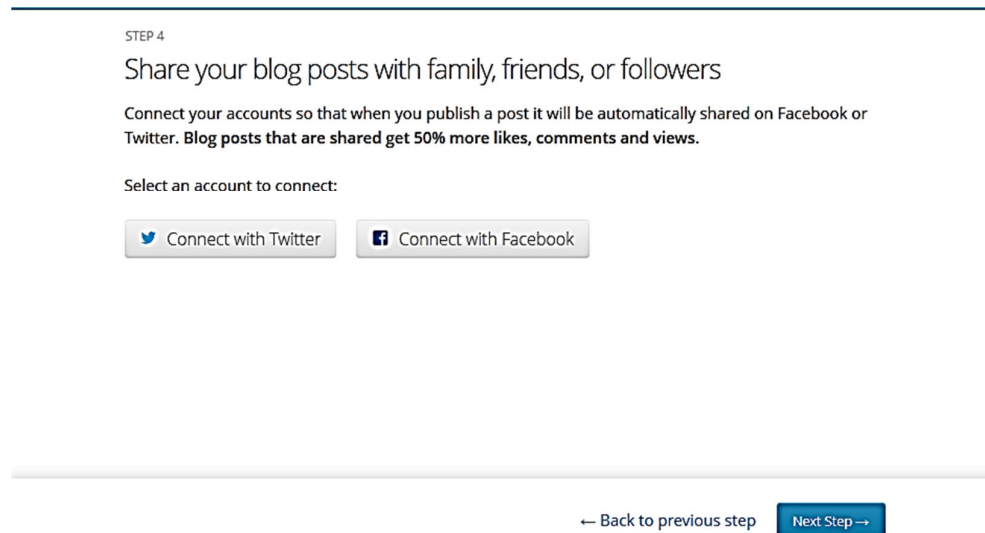 STEP 4
Share your blog posts with family, friends, or followers
Connect your accounts so that when you publish a post it will be automatically shared on Facebook or
Twitter. Blog posts that are shared get 50% more likes, comments and views.
Select an account to connect:
Connect with Twitter
Connect with Facebook
← Back to previous step
Next Step →